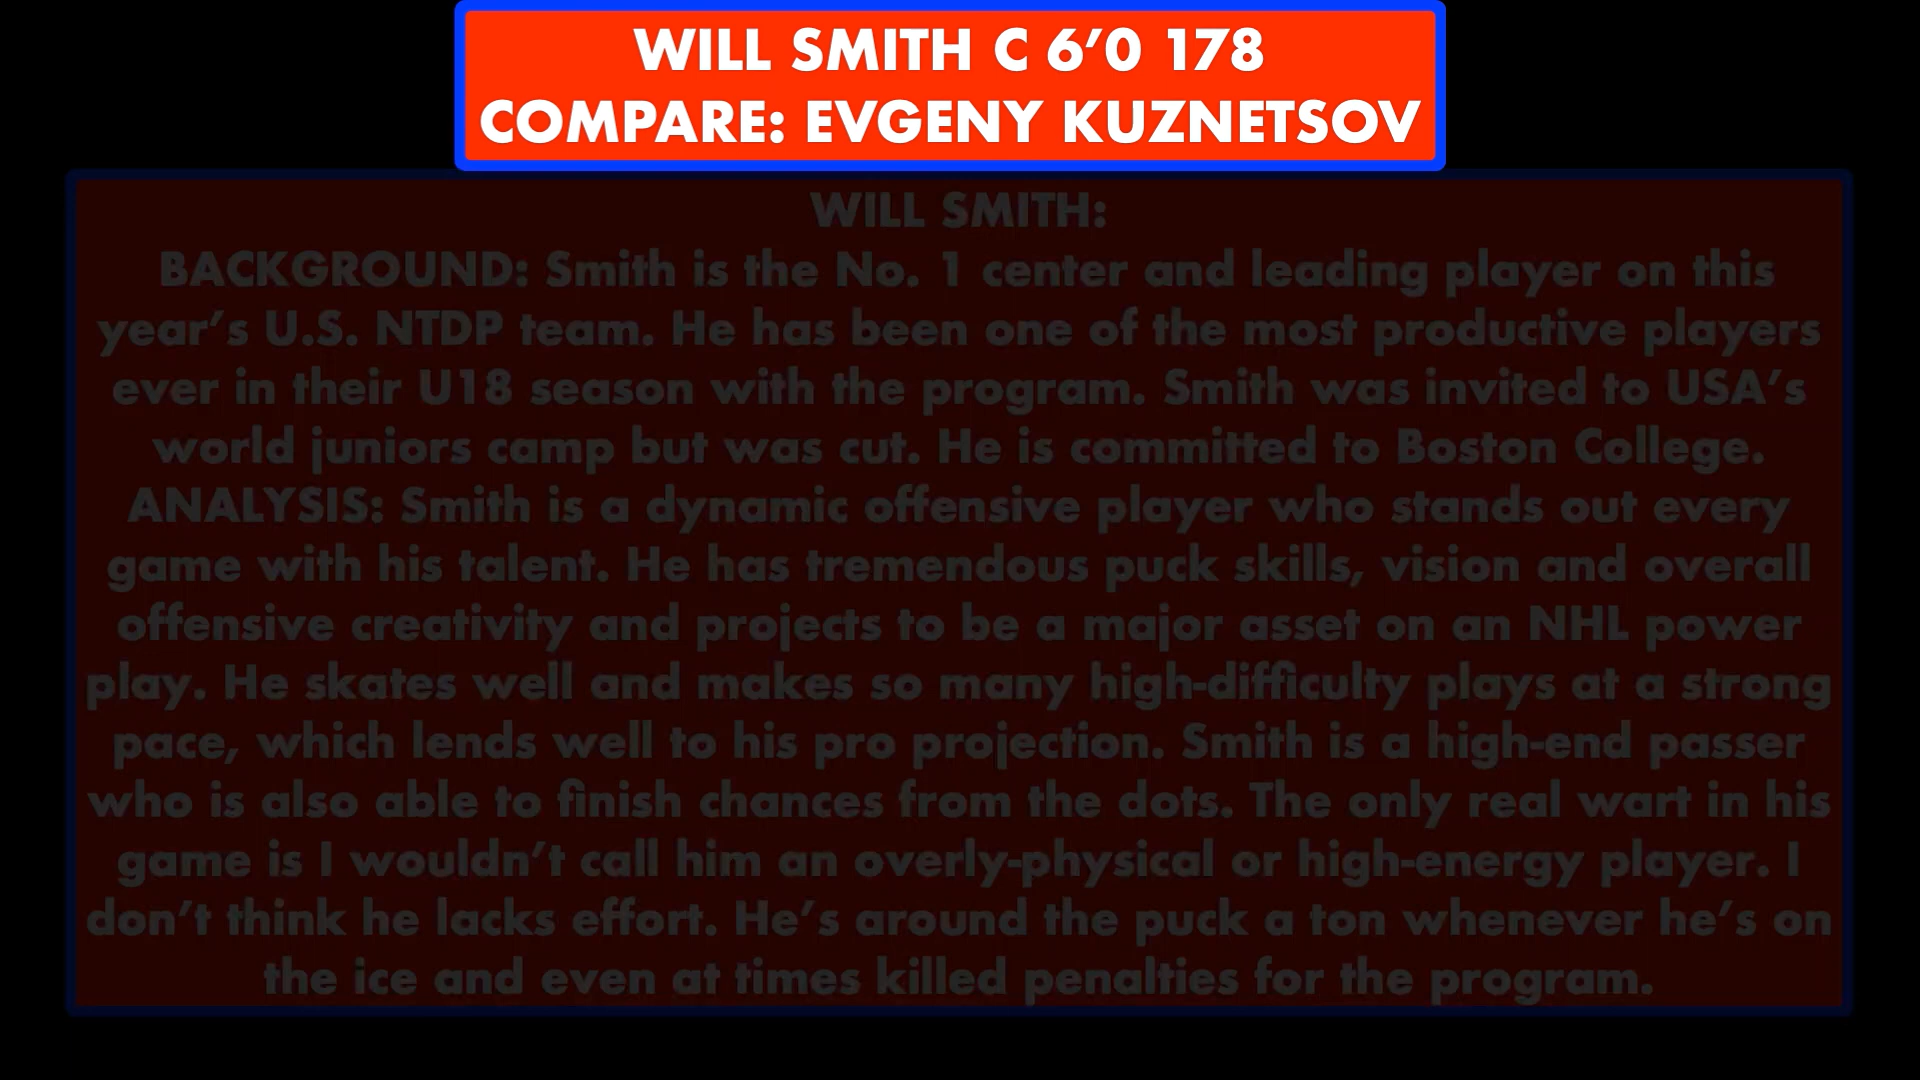 WILL SMITH C 6’0 178
COMPARE: EVGENY KUZNETSOV
WILL SMITH:
BACKGROUND: Smith is the No. 1 center and leading player on this
year’s U.S. NTDP team. He has been one of the most productive players
ever in their U18 season with the program. Smith was invited to USA’s
world juniors camp but was cut. He is committed to Boston College.
ANALYSIS: Smith is a dynamic offensive player who stands out every
game with his talent. He has tremendous puck skills, vision and overall
offensive creativity and projects to be a major asset on an NHL power
play. He skates well and makes so many high-difficulty plays at a strong
pace, which lends well to his pro projection. Smith is a high-end passer
who is also able to finish chances from the dots. The only real wart in his
game is I wouldn’t call him an overly-physical or high-energy player. I
don’t think he lacks effort. He’s around the puck a ton whenever he’s on
the ice and even at times killed penalties for the program.